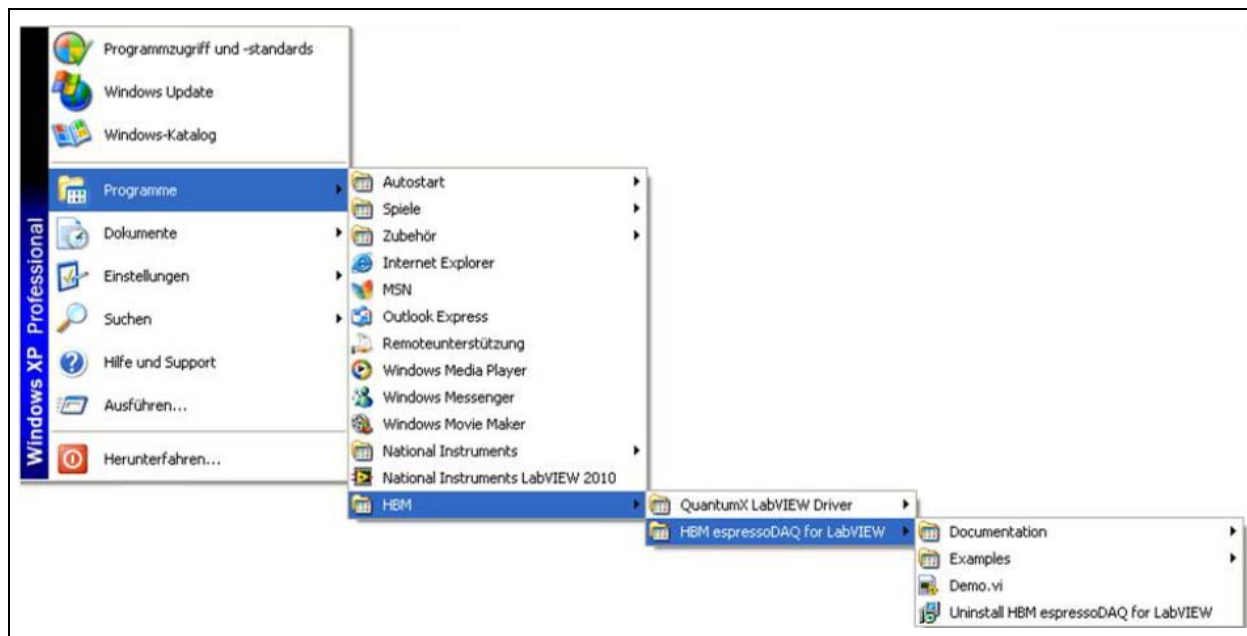 Windows XP Professional
Programmzugriff und -standards
Windows Update
Windows-Katalog
Programme
Dokumente
Einstellungen
Suchen
Hilfe und Support
Ausführen...
Herunterfahren...
Autostart
Spiele
Zubehör
Internet Explorer
MSN
Outlook Express
Remoteunterstützung
Windows Media Player
Windows Messenger
Windows Movie Maker
National Instruments
National Instruments LabVIEW 2010
HBM
QuantumX LabVIEW Driver
HBM espressoDAQ for LabVIEW
Documentation
Examples
Demo.vi
Uninstall HBM espressoDAQ for LabVIEW